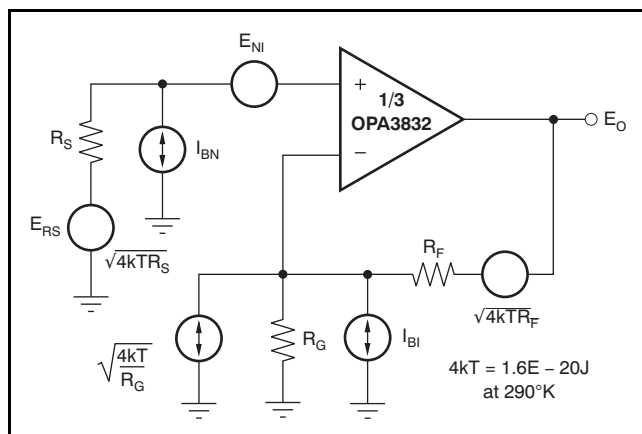 E_NI
+
1/3
OPA3832
−
E_O
R_S
I_BN
E_RS
√4kTR_S
R_F
√4kTR_F
√4kT/R_G
R_G
I_BI
4kT = 1.6E − 20J
at 290°K